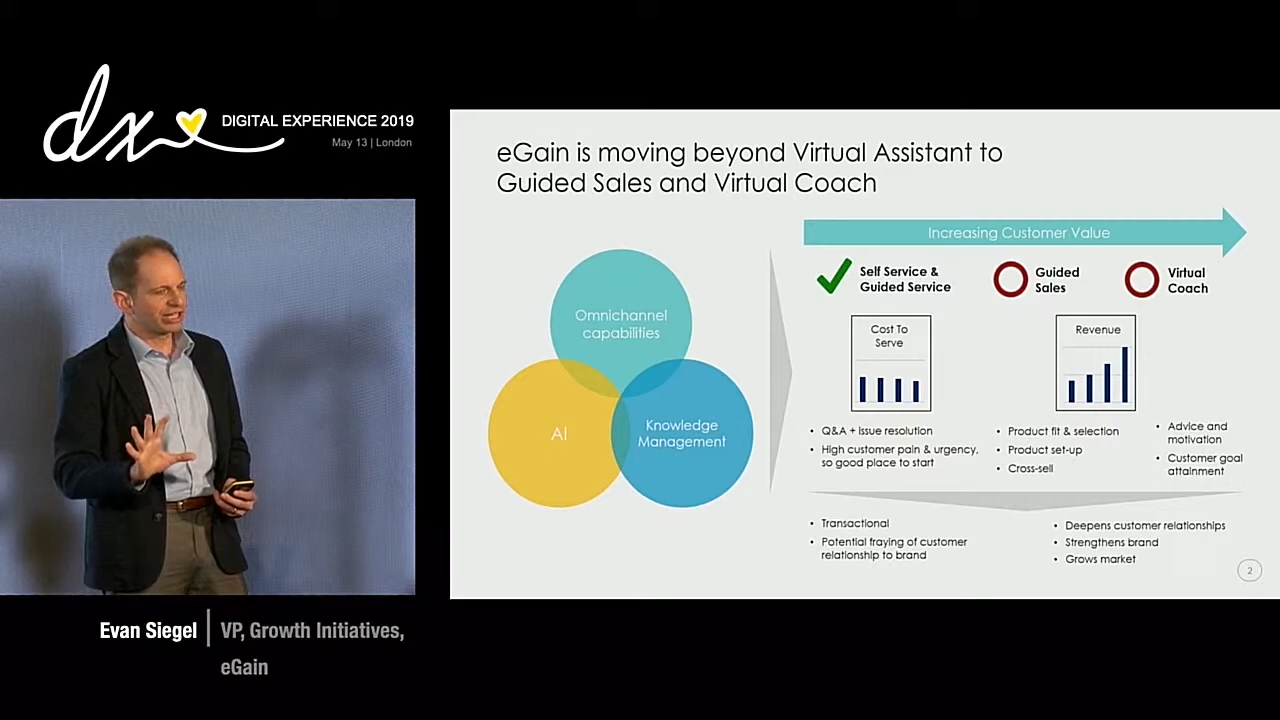 dx
DIGITAL EXPERIENCE 2019
May 13 | London
eGain is moving beyond Virtual Assistant to
Guided Sales and Virtual Coach
Increasing Customer Value
Self Service &
Guided Service
Guided
Sales
Virtual
Coach
Omnichannel
capabilities
AI
Knowledge
Management
Cost To
Serve
Revenue
• Q&A + Issue resolution
• High customer pain & urgency,
so good place to start
• Product fit & selection
• Product set-up
• Cross-sell
• Advice and
motivation
• Customer goal
attainment
• Transactional
• Potential fraying of customer
relationship to brand
• Deepens customer relationships
• Strengthens brand
• Grows market
2
Evan Siegel
VP, Growth Initiatives,
eGain